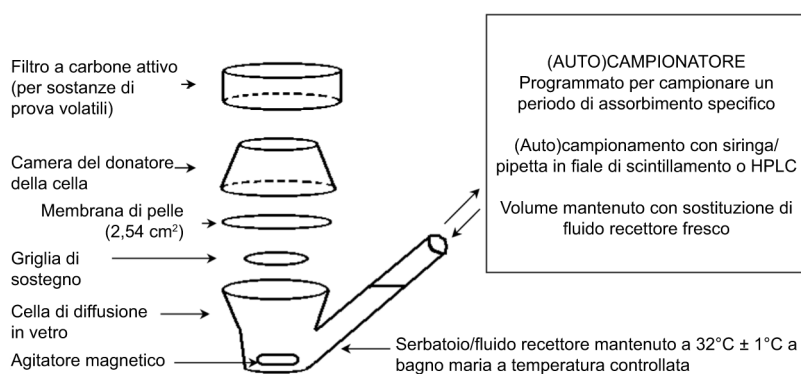 Filtro a carbone attivo
(per sostanze di
prova volatili)
Camera del donatore
della cella
Membrana di pelle
(2,54 cm²)
Griglia di
sostegno
Cella di diffusione
in vetro
Agitatore magnetico
(AUTO)CAMPIONATORE
Programmato per campionare un
periodo di assorbimento specifico
(Auto)campionamento con siringa/
pipetta in fiale di scintillamento o HPLC
Volume mantenuto con sostituzione di
fluido recettore fresco
Serbatoio/fluido recettore mantenuto a 32°C ± 1°C a
bagno maria a temperatura controllata